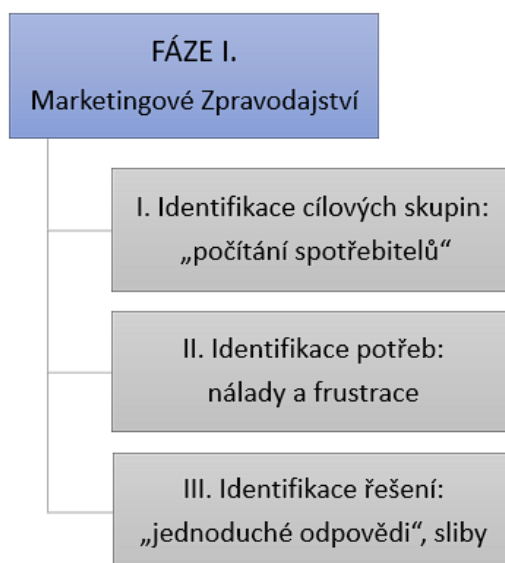 FÁZE I.
Marketingové Zpravodajství
I. Identifikace cílových skupin:
„počítání spotřebitelů“
II. Identifikace potřeb:
nálady a frustrace
III. Identifikace řešení:
„jednoduché odpovědi“, sliby